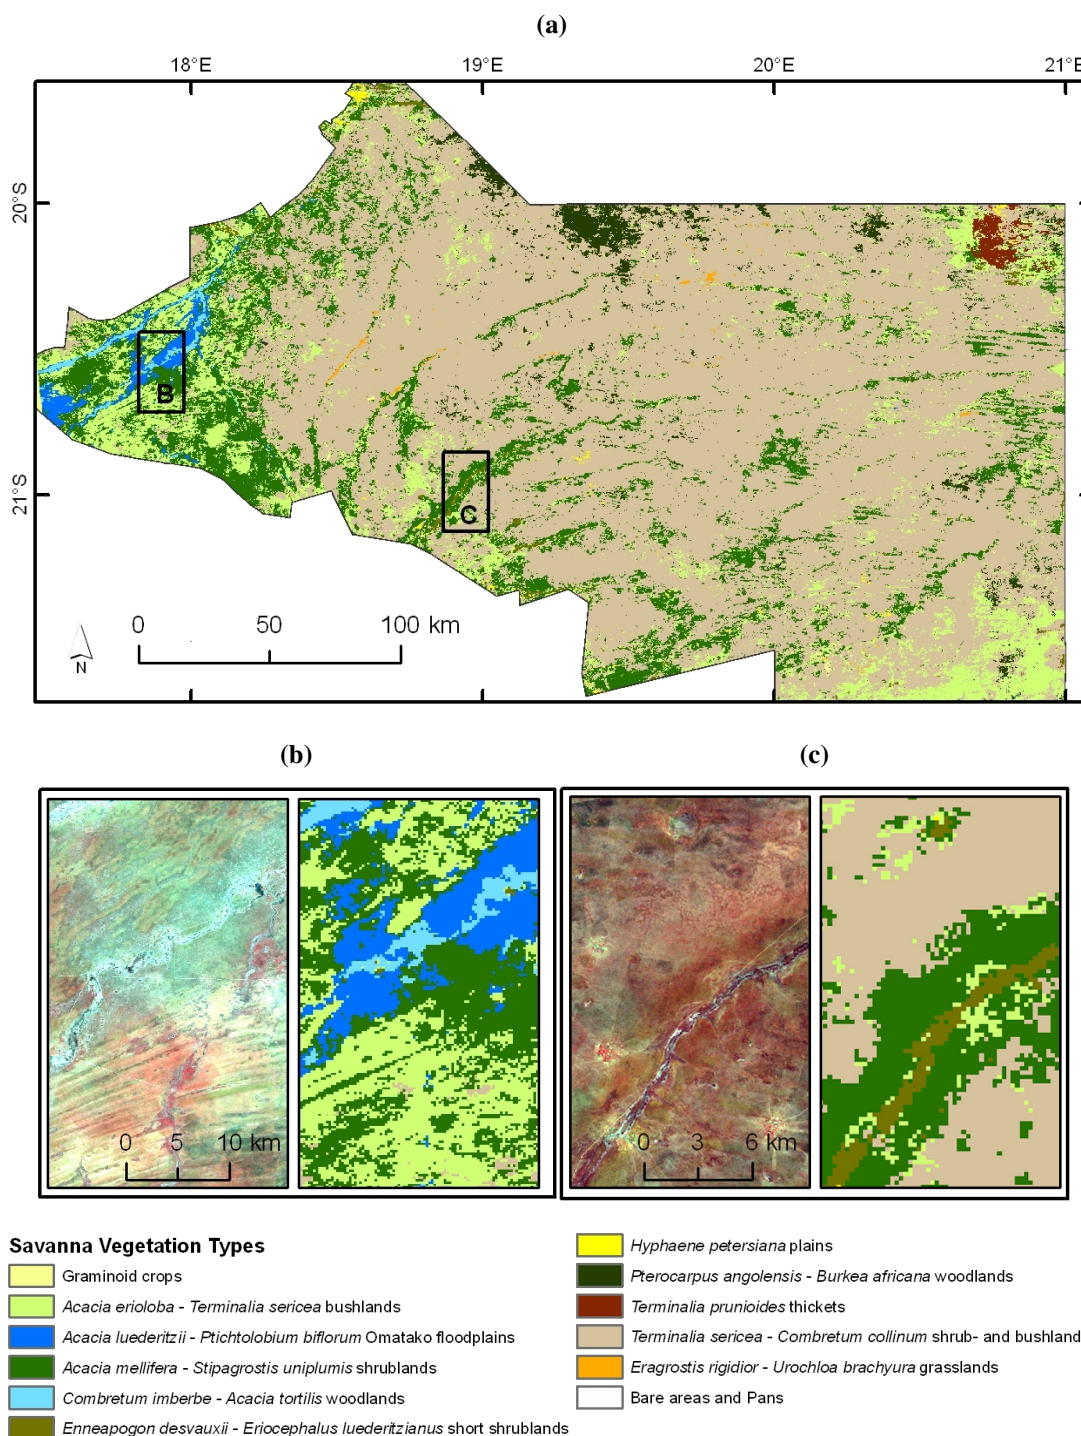 (a)
18°E 19°E 20°E 21°E
20°S
21°S
B
C
0 50 100 km
N
(b) (c)
0 5 10 km
0 3 6 km
Savanna Vegetation Types
Graminoid crops
Acacia erioloba - Terminalia sericea bushlands
Acacia luederitzii - Ptichtolobium biflorum Omatako floodplains
Acacia mellifera - Stipagrostis uniplumis shrublands
Combretum imberbe - Acacia tortilis woodlands
Enneapogon desvauxii - Eriocephalus luederitzianus short shrublands
Hyphaene petersiana plains
Pterocarpus angolensis - Burkea africana woodlands
Terminalia prunioides thickets
Terminalia sericea - Combretum collinum shrub- and bushland
Eragrostis rigidior - Urochloa brachyura grasslands
Bare areas and Pans